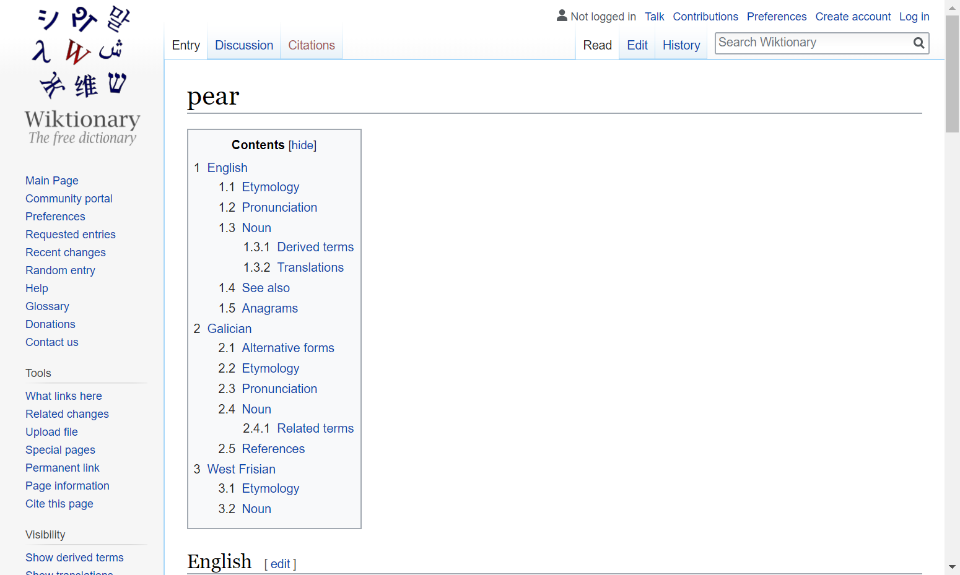 Not logged in Talk Contributions Preferences Create account Log in
Entry Discussion Citations Read Edit History Search Wiktionary
シ 말
λ W ش
维 ש
Wiktionary
The free dictionary
Main Page
Community portal
Preferences
Requested entries
Recent changes
Random entry
Help
Glossary
Donations
Contact us
Tools
What links here
Related changes
Upload file
Special pages
Permanent link
Page information
Cite this page
Visibility
Show derived terms
Show translations
pear
Contents [hide]
1 English
1.1 Etymology
1.2 Pronunciation
1.3 Noun
1.3.1 Derived terms
1.3.2 Translations
1.4 See also
1.5 Anagrams
2 Galician
2.1 Alternative forms
2.2 Etymology
2.3 Pronunciation
2.4 Noun
2.4.1 Related terms
2.5 References
3 West Frisian
3.1 Etymology
3.2 Noun
English [ edit ]